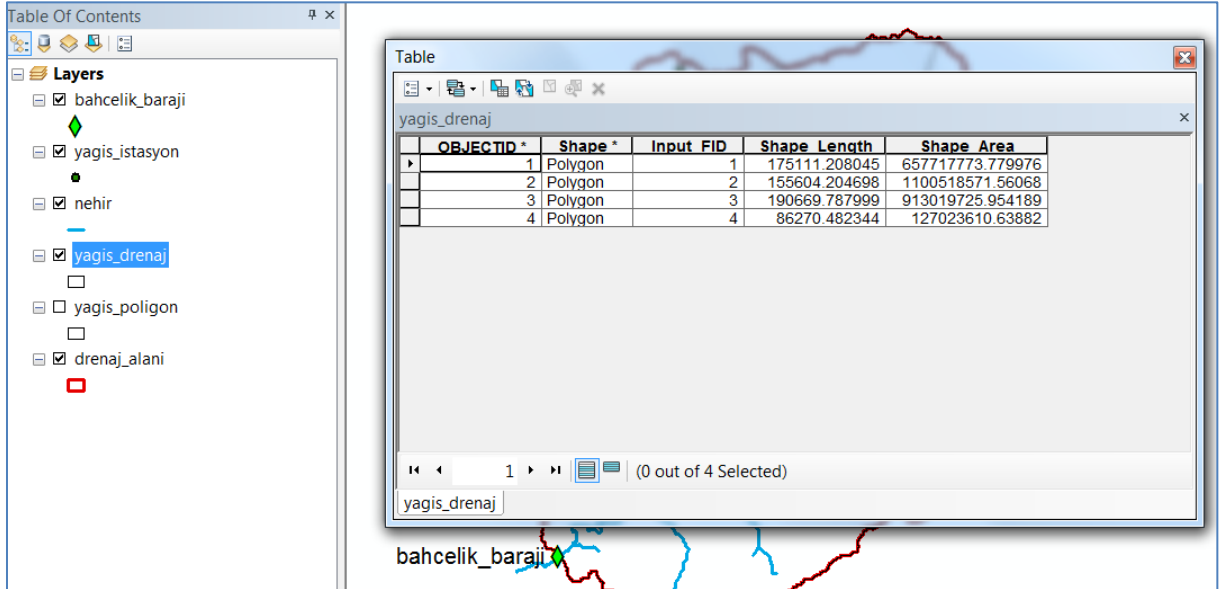 Table Of Contents
Layers
bahcelik_baraji
yagis_istasyon
nehir
yagis_drenaj
yagis_poligon
drenaj_alani
Table
yagis_drenaj
OBJECTID * Shape * Input_FID Shape_Length Shape_Area
1 Polygon 1 175111.208045 657717773.779976
2 Polygon 2 155604.204698 1100518571.56068
3 Polygon 3 190669.787999 913019725.954189
4 Polygon 4 86270.482344 127023610.63882
1 (0 out of 4 Selected)
yagis_drenaj
bahcelik_baraji